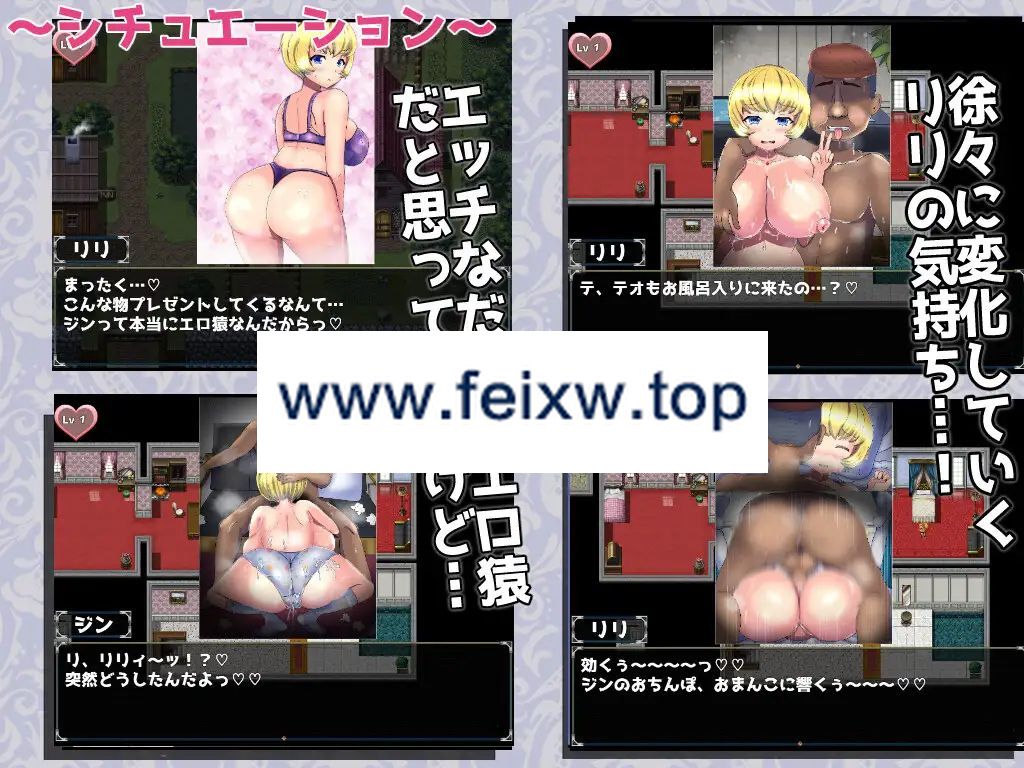 ～シチュエーション～
Lv 1
エッチなだ
だと思って
リリ
まったく…♡
こんな物プレゼントしてくるなんて…
ジンって本当にエロ猿なんだからっ♡
Lv 1
徐々に変化していく
リリの気持ち…！
リリ
テ、テオもお風呂入りに来たの…？♡
www.feixw.top
Lv 1
エロ猿
けど…
ジン
リ、リリィ～ッ！？♡
突然どうしたんだよっ♡♡
リリ
効くぅ～～～～っ♡♡
ジンのおちんぽ、おまんこに響くぅ～～～♡♡